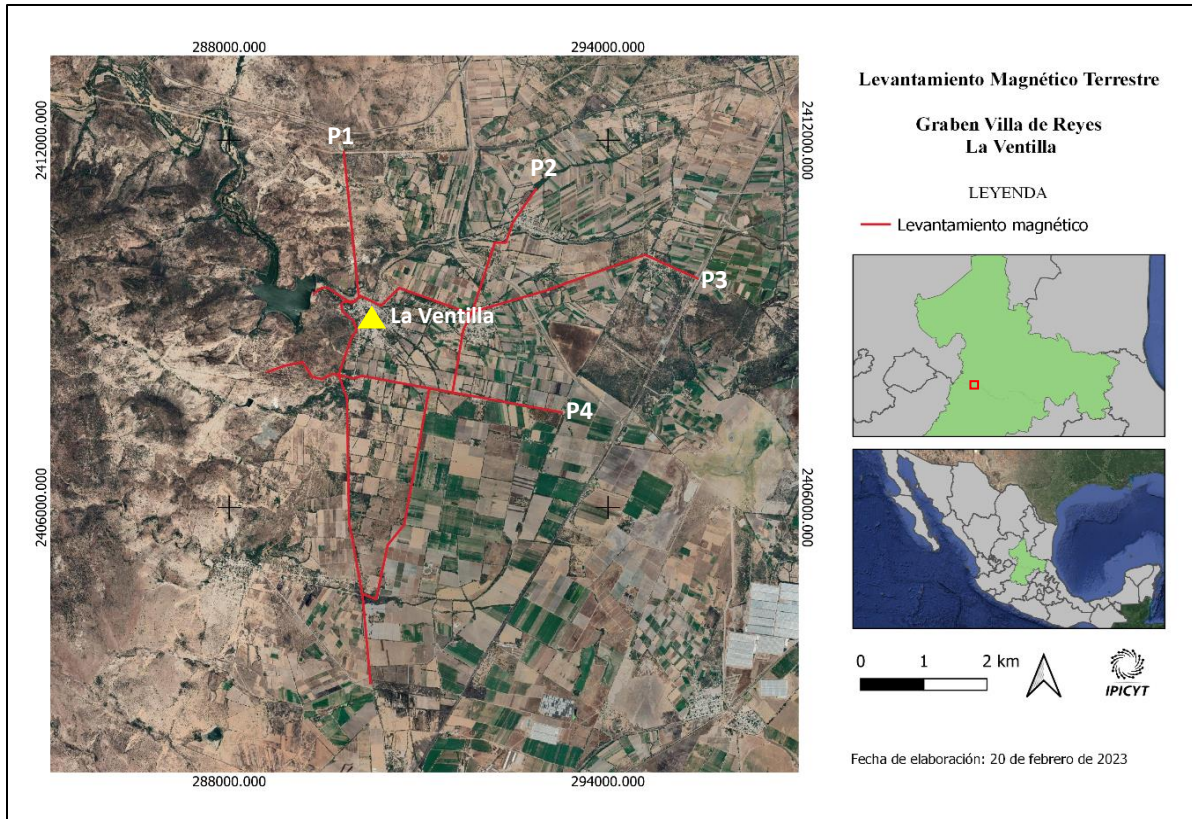 288000.000
294000.000
2412000.000
2412000.000
P1
P2
P3
La Ventilla
P4
2406000.000
2406000.000
288000.000
294000.000
Levantamiento Magnético Terrestre
Graben Villa de Reyes
La Ventilla
LEYENDA
Levantamiento magnético
0 1 2 km
IPICYT
Fecha de elaboración: 20 de febrero de 2023